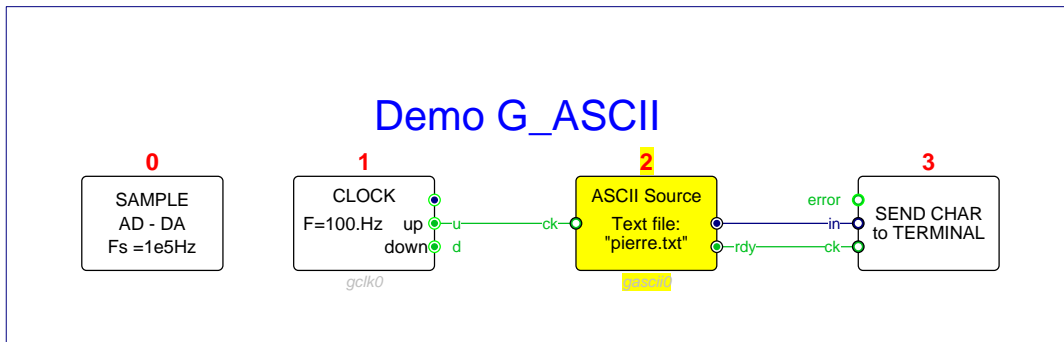 Demo G_ASCII
0
SAMPLE
AD - DA
Fs =1e5Hz
1
CLOCK
F=100.Hz up u
down d
gclk0
2
ASCII Source
ck Text file:
"pierre.txt"
rdy
gascii0
3
error
in SEND CHAR
ck to TERMINAL